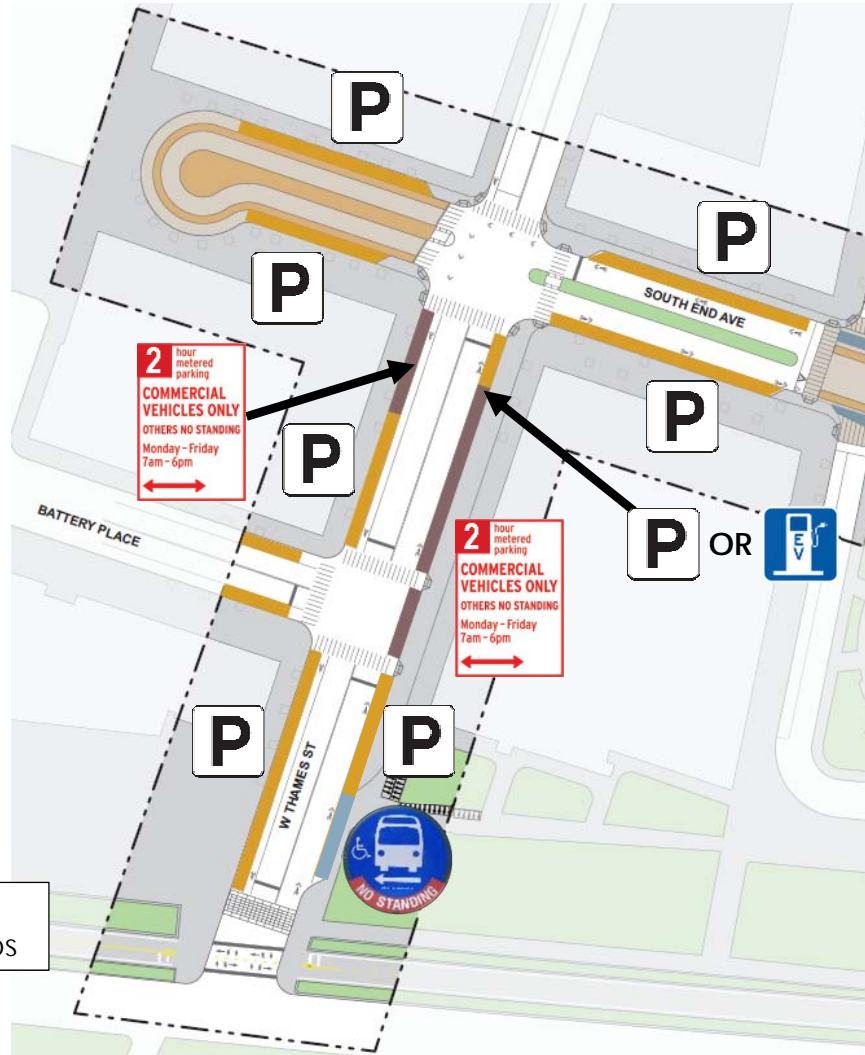 P
P
P
SOUTH END AVE
P
2 hour
metered
parking
COMMERCIAL
VEHICLES ONLY
OTHERS NO STANDING
Monday – Friday
7am – 6pm
P
BATTERY PLACE
P OR EV
2 hour
metered
parking
COMMERCIAL
VEHICLES ONLY
OTHERS NO STANDING
Monday – Friday
7am – 6pm
P
P
W THAMES ST
NO STANDING